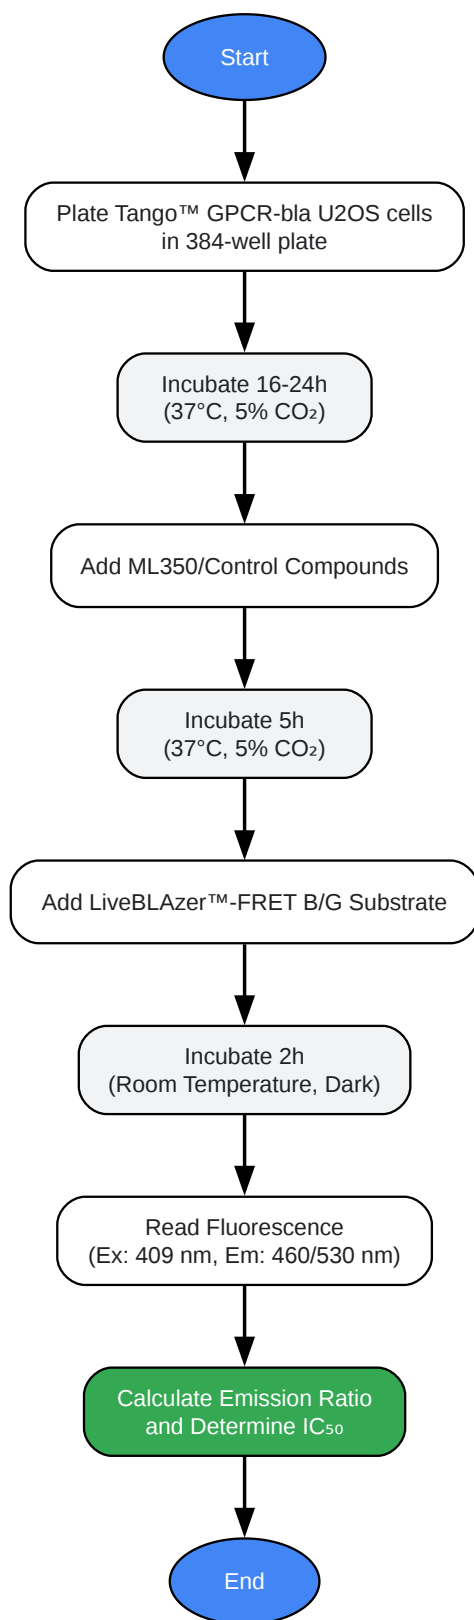 Start
Plate Tango™ GPCR-bla U2OS cells
in 384-well plate
Incubate 16-24h
(37°C, 5% CO₂)
Add ML350/Control Compounds
Incubate 5h
(37°C, 5% CO₂)
Add LiveBLAzer™-FRET B/G Substrate
Incubate 2h
(Room Temperature, Dark)
Read Fluorescence
(Ex: 409 nm, Em: 460/530 nm)
Calculate Emission Ratio
and Determine IC₅₀
End